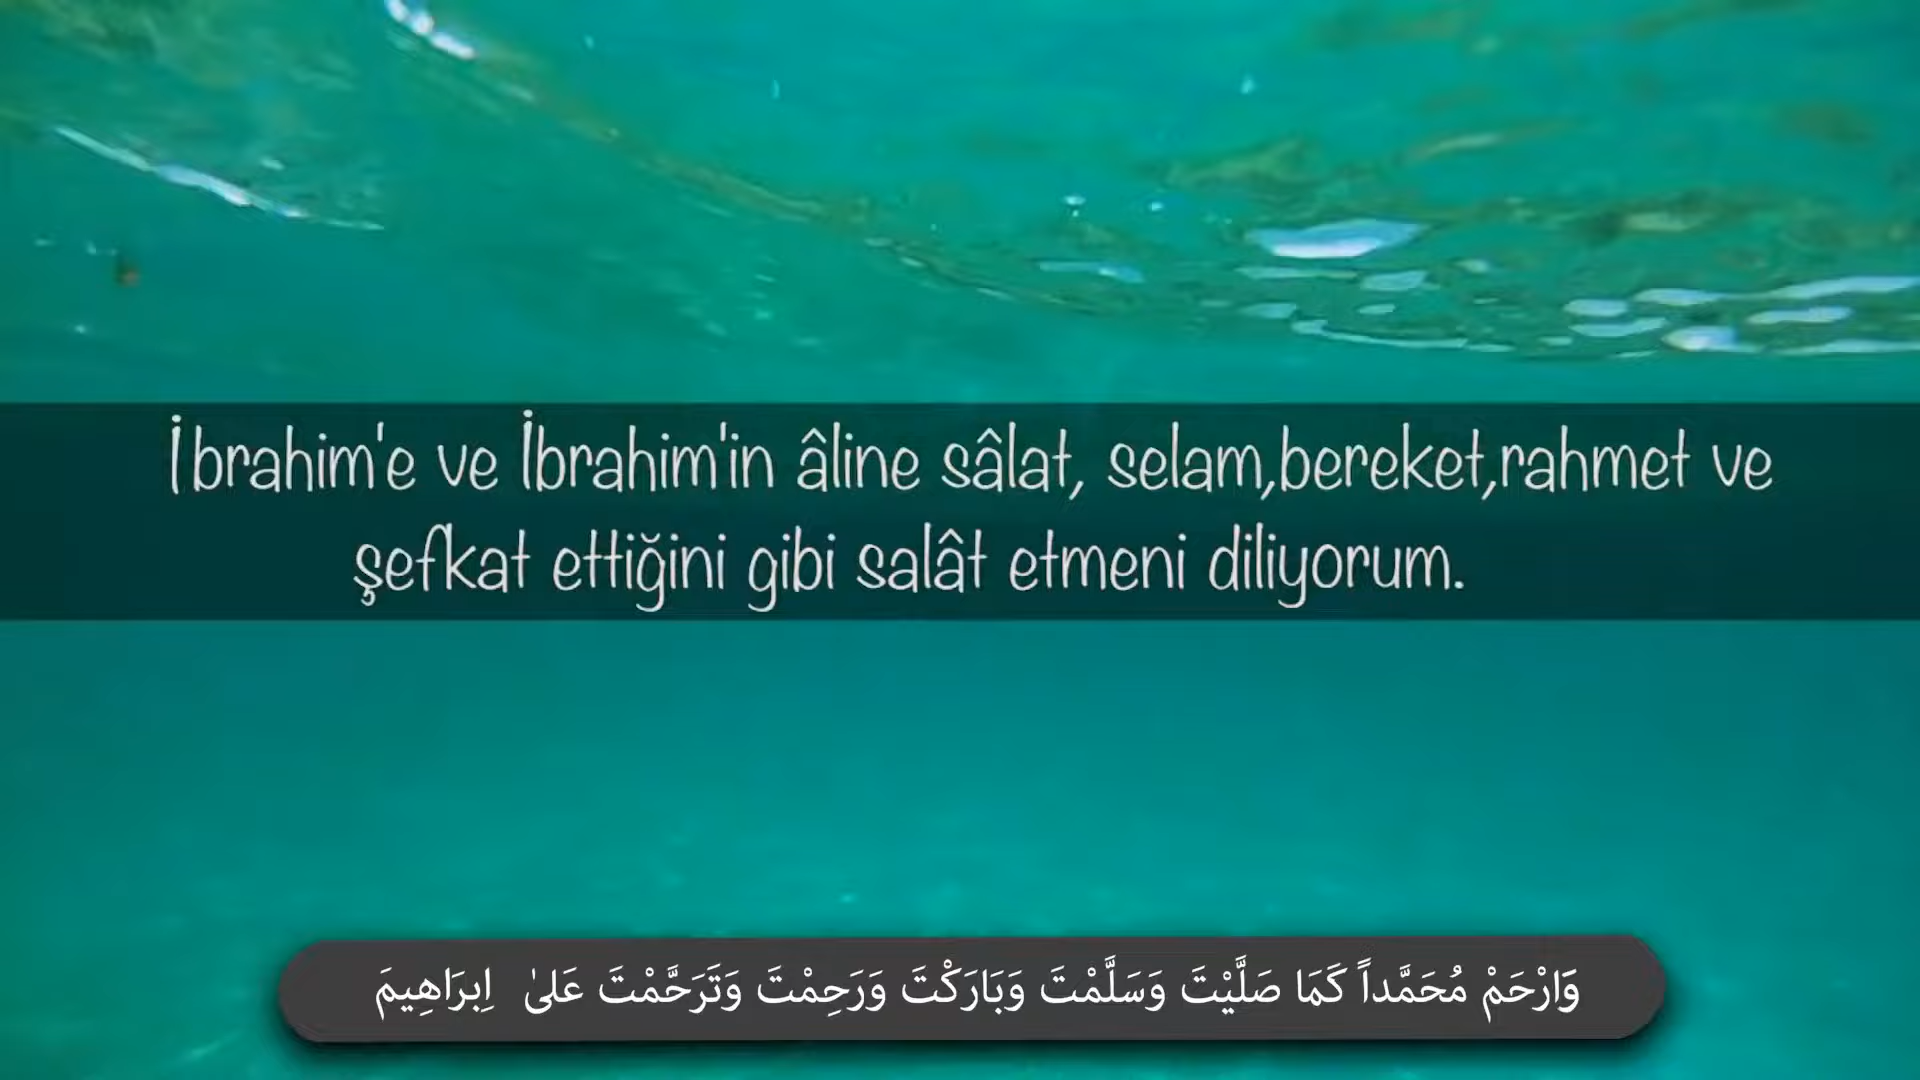 İbrahim'e ve İbrahim'in âline sâlat, selam,bereket,rahmet ve
şefkat ettiğini gibi salât etmeni diliyorum.
وَارْحَمْ مُحَمَّداً كَمَا صَلَّيْتَ وَسَلَّمْتَ وَبَارَكْتَ وَرَحِمْتَ وَتَرَحَّمْتَ عَلىٰ اِبرَاهِيمَ